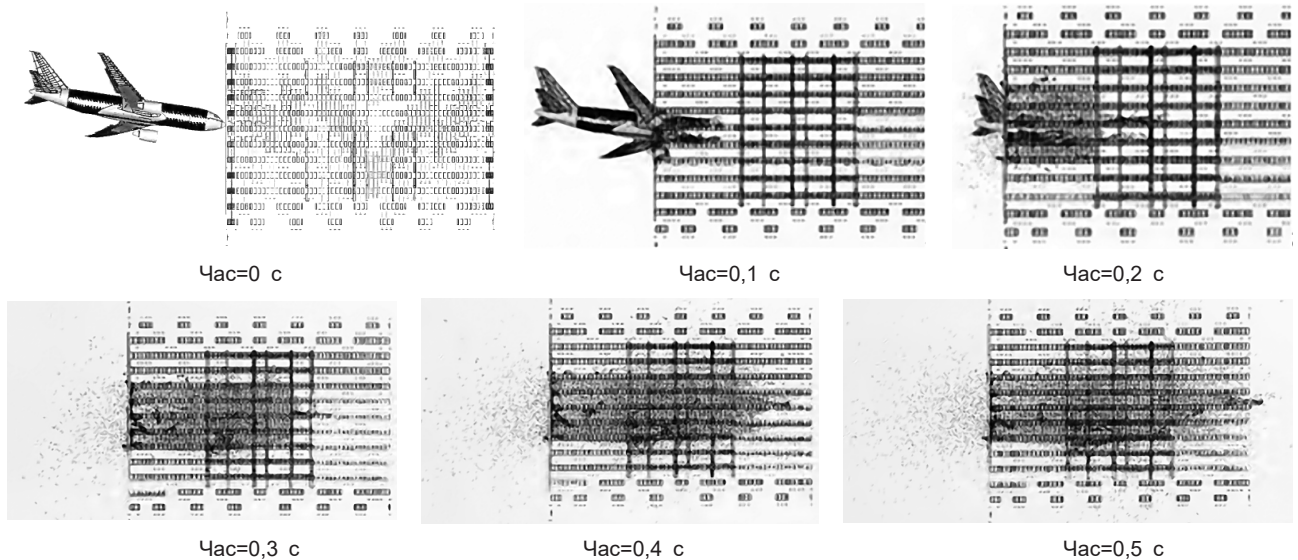 Час=0 с
Час=0,1 с
Час=0,2 с
Час=0,3 с
Час=0,4 с
Час=0,5 с